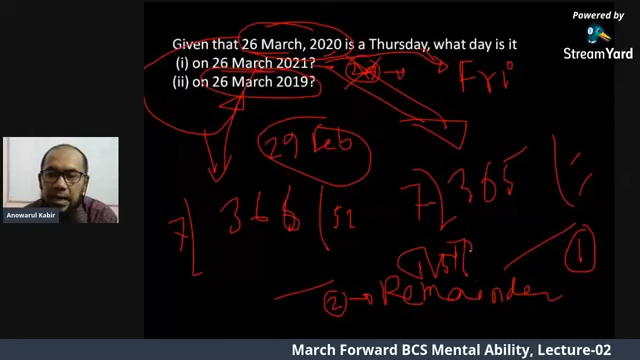 Powered by
StreamYard
Given that 26 March, 2020 is a Thursday, what day is it
(i) on 26 March 2021?
(ii) on 26 March 2019?
Fri
29 Feb
7) 365 (
7) 366 (52
1
2 → Remainder
Anowarul Kabir
March Forward BCS Mental Ability, Lecture-02